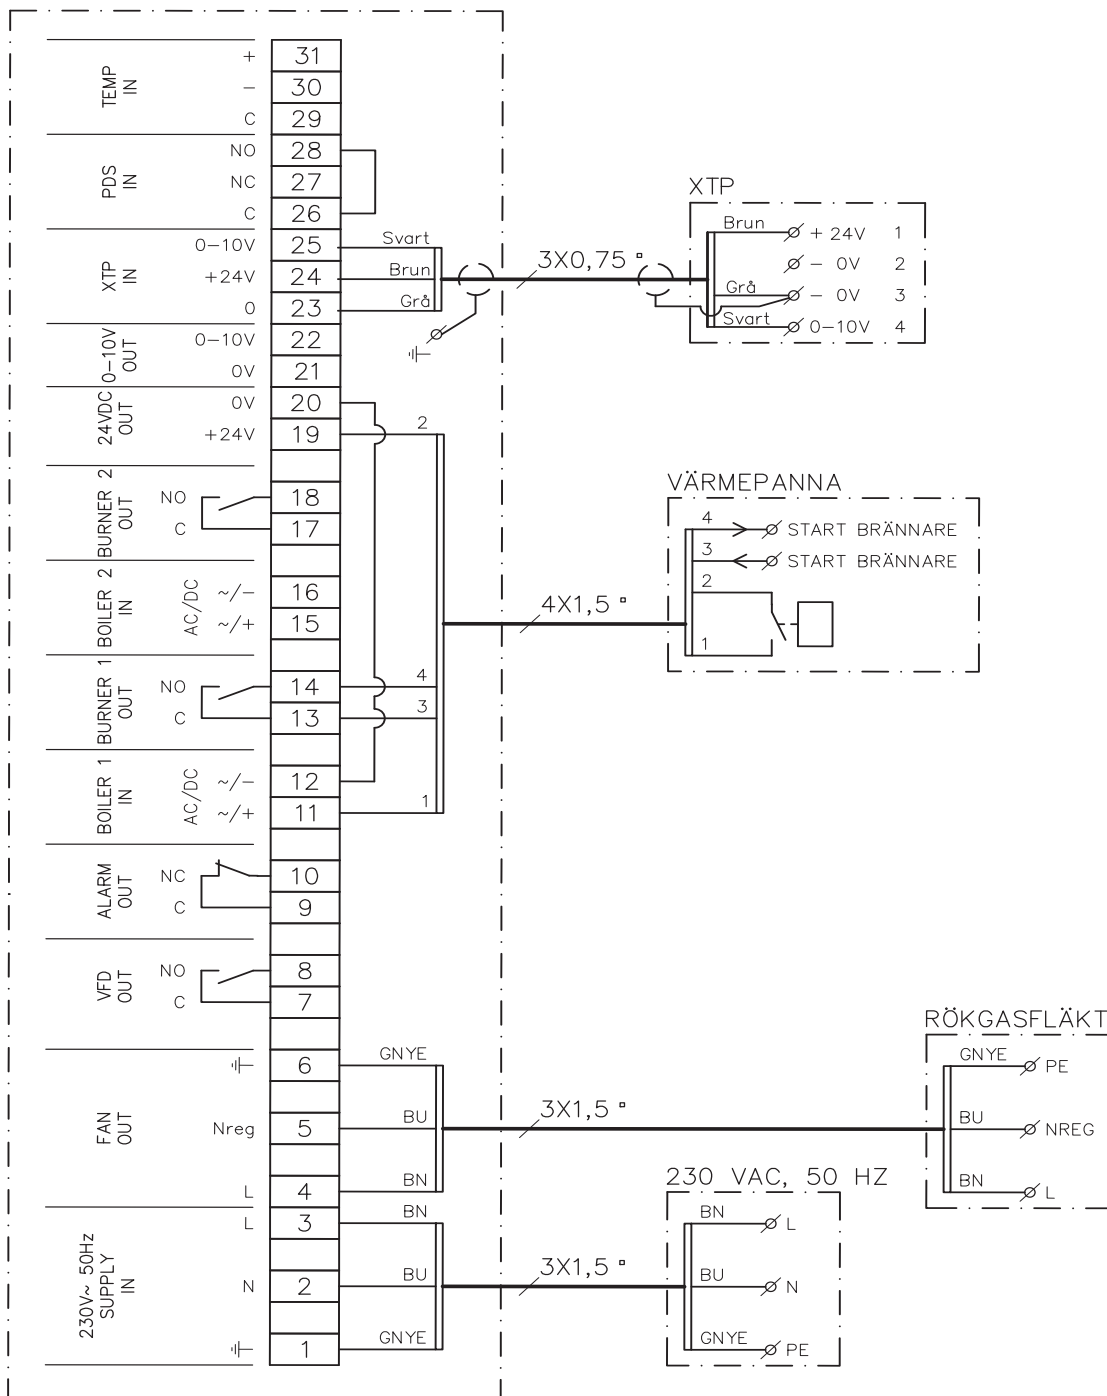 TEMP
IN
+ 31
- 30
C 29
PDS
IN
NO 28
NC 27
C 26
XTP
IN
0-10V 25 Svart
+24V 24 Brun
0 23 Grå
0-10V
OUT
0-10V 22
0V 21
24VDC
OUT
0V 20
+24V 19 2
BURNER 2
OUT
NO 18
C 17
BOILER 2
IN
AC/DC
~/- 16
~/+ 15
BURNER 1
OUT
NO 14 4
C 13 3
BOILER 1
IN
AC/DC
~/- 12
~/+ 11 1
ALARM
OUT
NC 10
C 9
VFD
OUT
NO 8
C 7
FAN
OUT
6 GNYE
Nreg 5 BU
L 4 BN
230V~ 50Hz
SUPPLY
IN
L 3 BN
N 2 BU
1 GNYE
3X0,75 ▫
XTP
Brun + 24V 1
- 0V 2
Grå - 0V 3
Svart 0-10V 4
4X1,5 ▫
VÄRMEPANNA
4 START BRÄNNARE
3 START BRÄNNARE
2
1
3X1,5 ▫
RÖKGASFLÄKT
GNYE PE
BU NREG
BN L
3X1,5 ▫
230 VAC, 50 HZ
BN L
BU N
GNYE PE